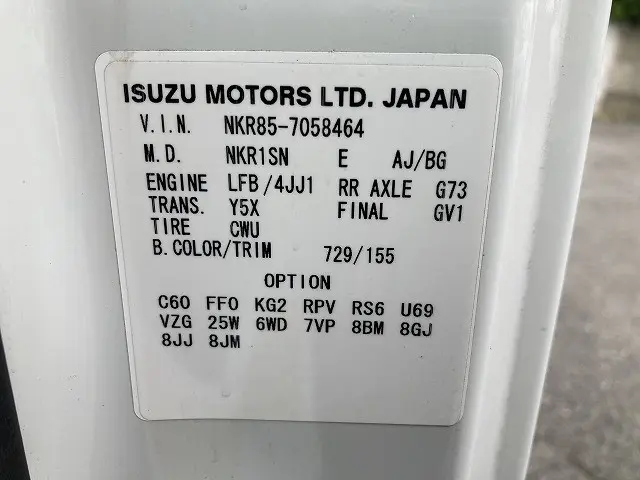 ISUZU MOTORS LTD. JAPAN
V.I.N. NKR85-7058464
M.D. NKR1SN E AJ/BG
ENGINE LFB/4JJ1 RR AXLE G73
TRANS. Y5X FINAL GV1
TIRE CWU
B.COLOR/TRIM 729/155
OPTION
C60 FF0 KG2 RPV RS6 U69
VZG 25W 6WD 7VP 8BM 8GJ
8JJ 8JM